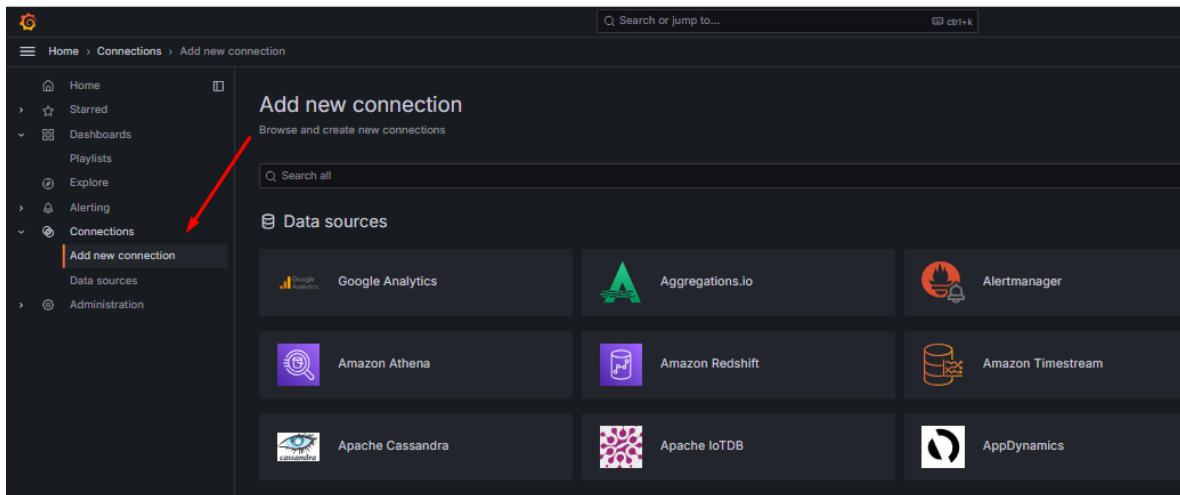 Search or jump to...
ctrl+k
Home › Connections › Add new connection
Home
Starred
Dashboards
Playlists
Explore
Alerting
Connections
Add new connection
Data sources
Administration
Add new connection
Browse and create new connections
Search all
Data sources
Google Analytics
Google Analytics
Aggregations.io
Alertmanager
Amazon Athena
Amazon Redshift
Amazon Timestream
cassandra
Apache Cassandra
Apache IoTDB
AppDynamics